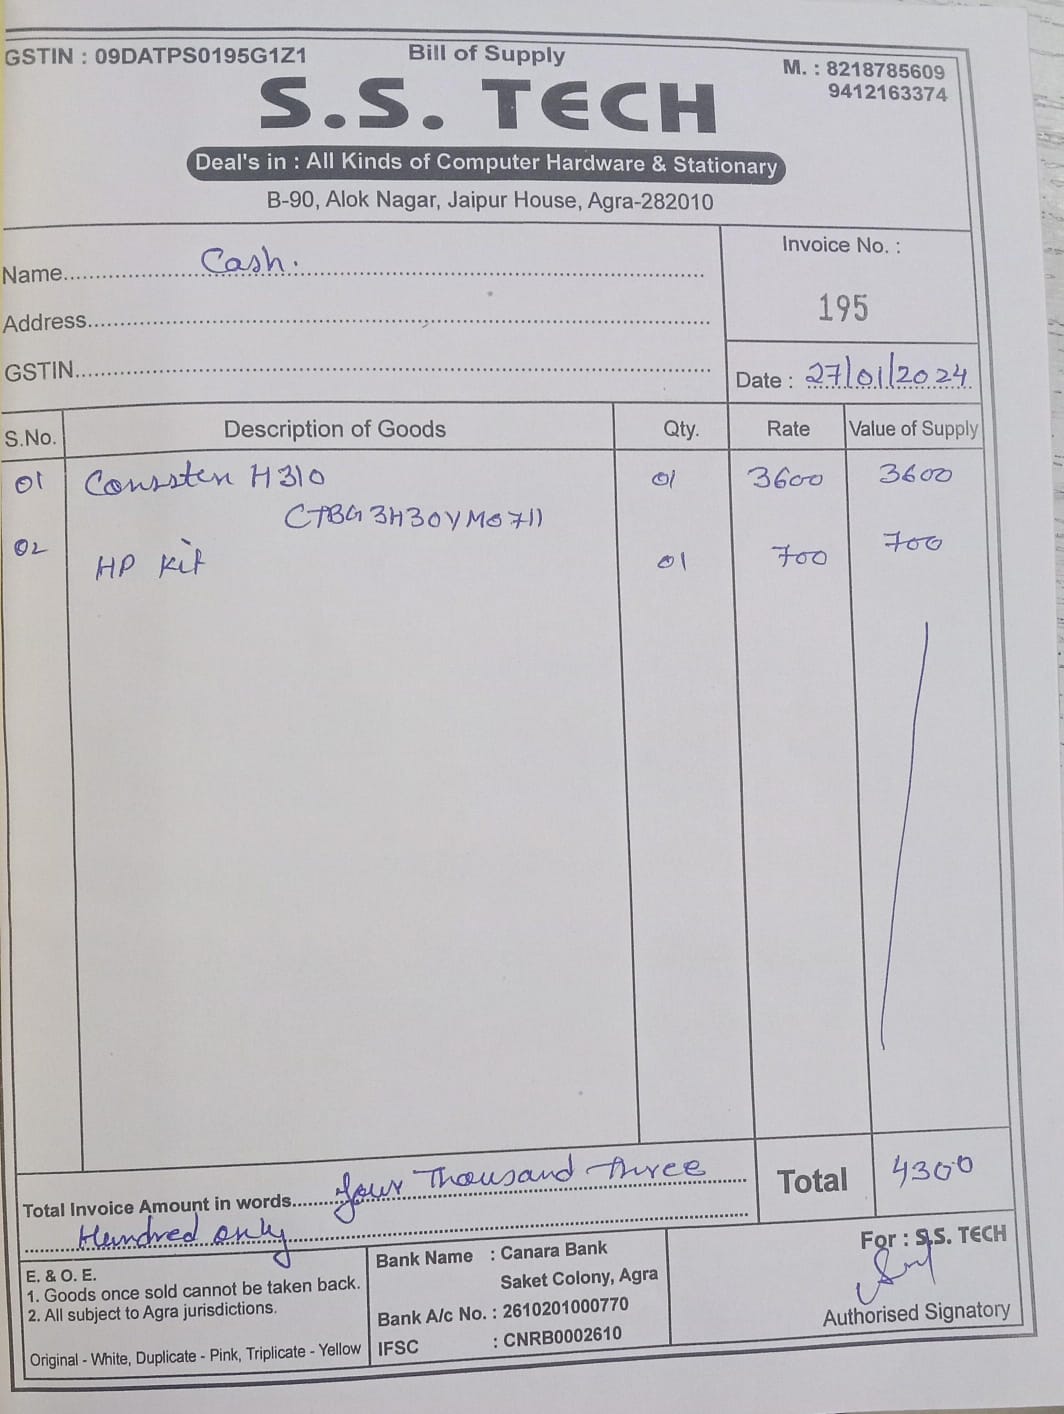 GSTIN : 09DATPS0195G1Z1
Bill of Supply
M. : 8218785609
9412163374
S.S. TECH
Deal's in : All Kinds of Computer Hardware & Stationary
B-90, Alok Nagar, Jaipur House, Agra-282010
Name Cash.
Invoice No. :
195
Address
GSTIN
Date : 27/01/2024
S.No. Description of Goods Qty. Rate Value of Supply
01 H310 01 3600 3600
02 HP Kit 01 700 700
Total Invoice Amount in words four Thousand Three
Hundred only
Total 4300
E. & O. E.
1. Goods once sold cannot be taken back.
2. All subject to Agra jurisdictions.
Original - White, Duplicate - Pink, Triplicate - Yellow
Bank Name : Canara Bank
Saket Colony, Agra
Bank A/c No. : 2610201000770
IFSC : CNRB0002610
For : S.S. TECH
Authorised Signatory